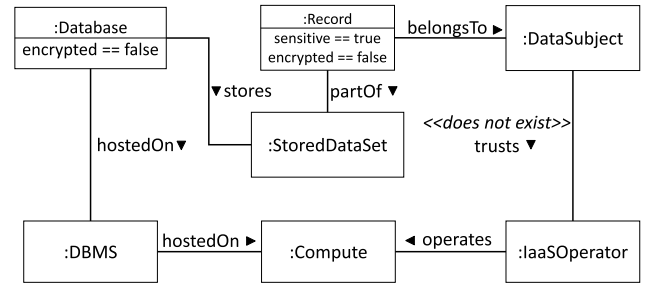 :Database
encrypted == false
:Record
sensitive == true
encrypted == false
belongsTo ▶
:DataSubject
▼stores
partOf ▼
<<does not exist>>
trusts ▼
hostedOn▼
:StoredDataSet
:DBMS
hostedOn ▶
:Compute
◀ operates
:IaaSOperator